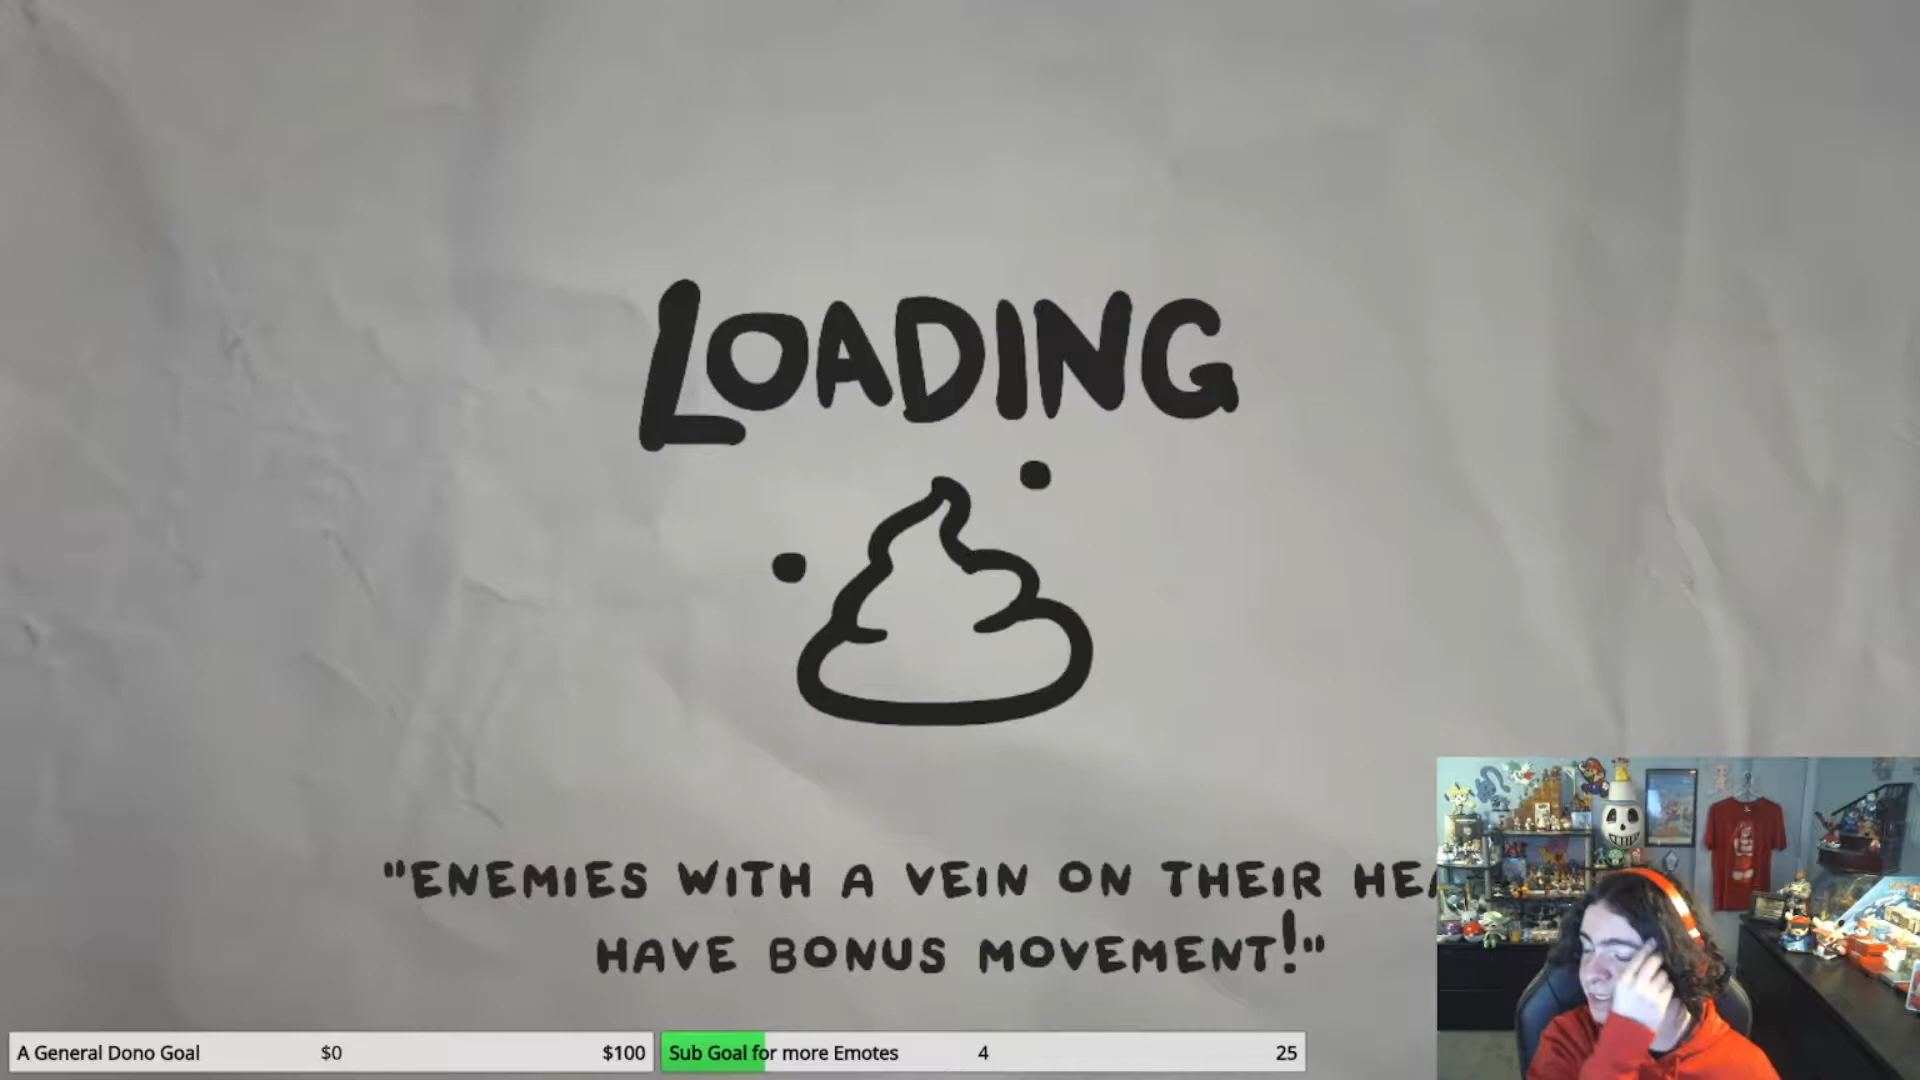 LOADING
"ENEMIES WITH A VEIN ON THEIR
HAVE BONUS MOVEMENT!"
A General Dono Goal $0 $100
Sub Goal for more Emotes 4 25